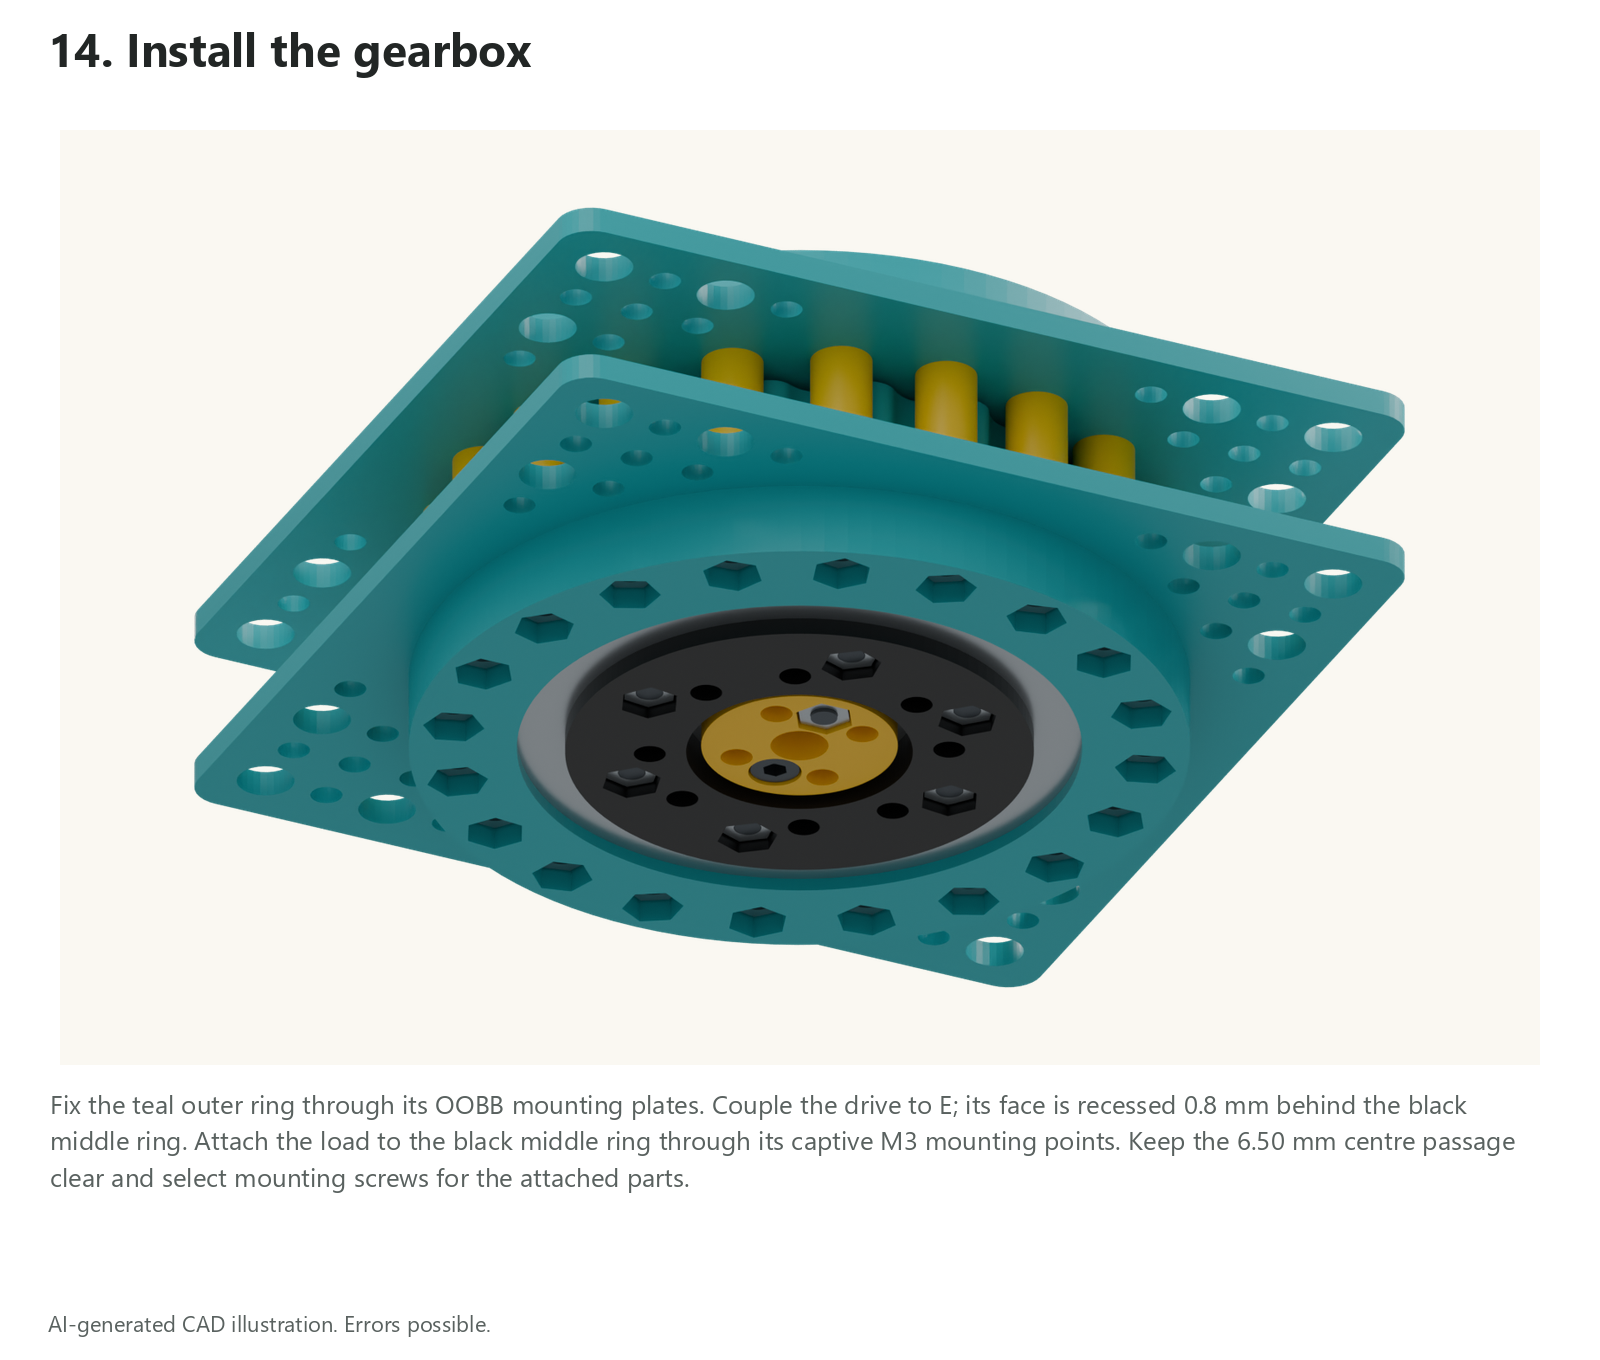 14. Install the gearbox
Fix the teal outer ring through its OOBB mounting plates. Couple the drive to E; its face is recessed 0.8 mm behind the black
middle ring. Attach the load to the black middle ring through its captive M3 mounting points. Keep the 6.50 mm centre passage
clear and select mounting screws for the attached parts.
AI-generated CAD illustration. Errors possible.